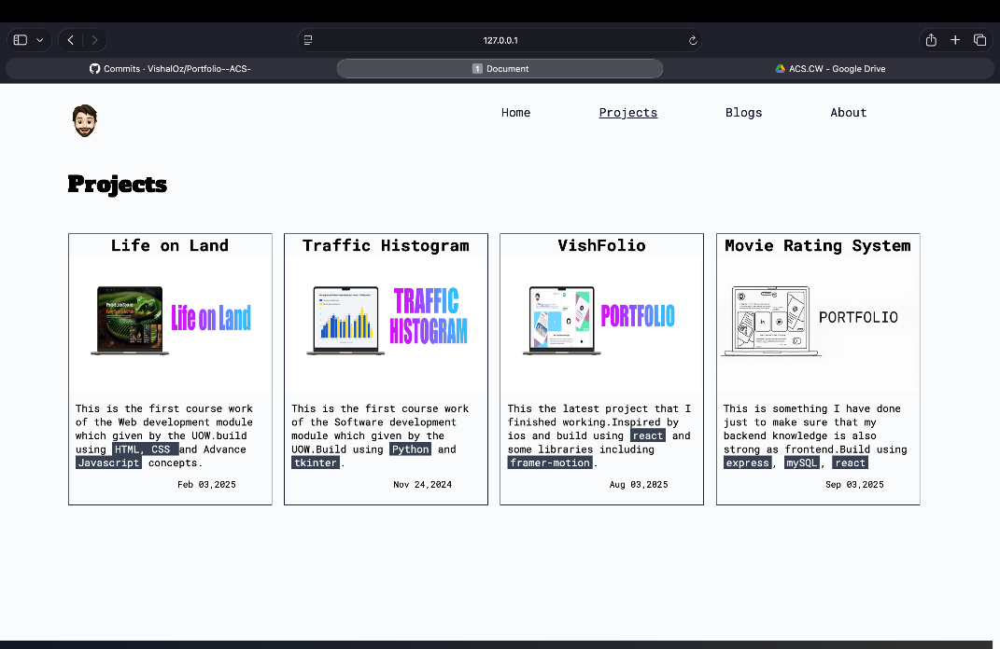 127.0.0.1
Commits · VishalOz/Portfolio--ACS-
1 Document
ACS.CW - Google Drive
Home
Projects
Blogs
About
Projects
Life on Land
Life on Land
This is the first course work
of the Web development module
which given by the UOW.build
using HTML, CSS and Advance
Javascript concepts.
Feb 03,2025
Traffic Histogram
TRAFFIC
HISTOGRAM
This is the first course work
of the Software development
module which given by the
UOW.Build using Python and
tkinter.
Nov 24,2024
VishFolio
PORTFOLIO
This the latest project that I
finished working.Inspired by
ios and build using react and
some libraries including
framer-motion.
Aug 03,2025
Movie Rating System
PORTFOLIO
This is something I have done
just to make sure that my
backend knowledge is also
strong as frontend.Build using
express, mySQL, react
Sep 03,2025